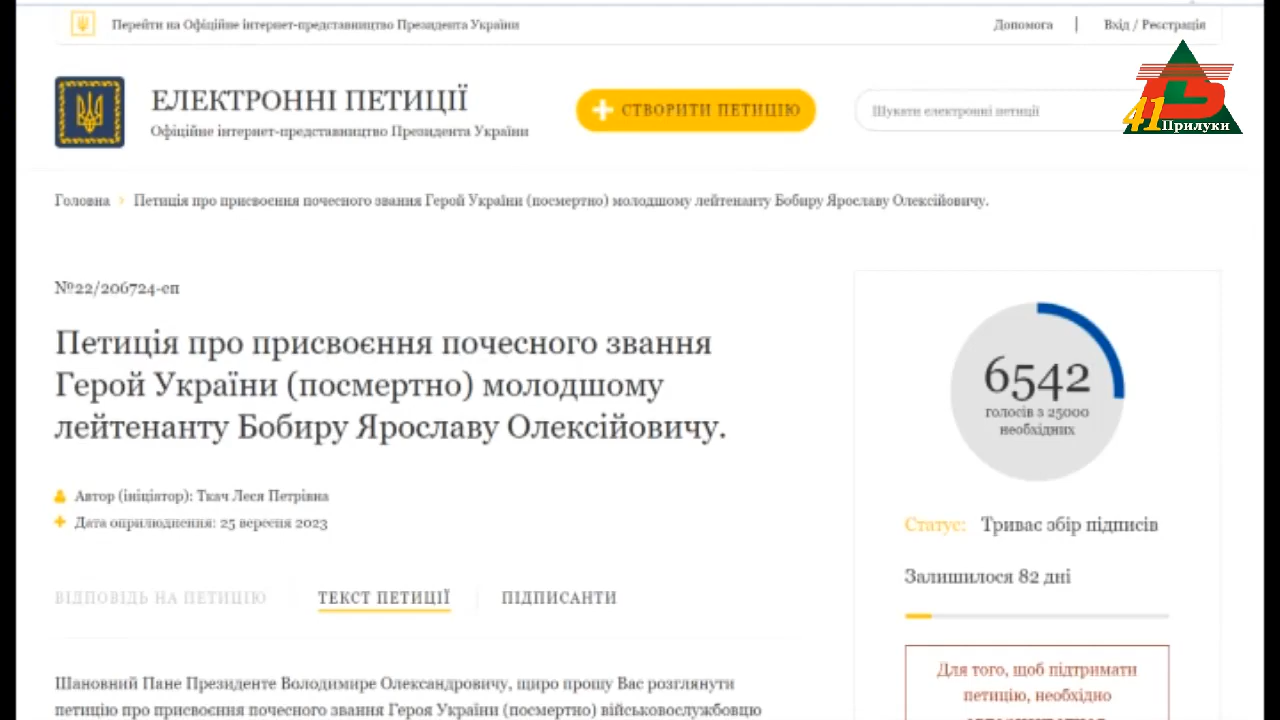 Перейти на Офіційне інтернет-представництво Президента України
Допомога | Вхід / Реєстрація
ЕЛЕКТРОННІ ПЕТИЦІЇ
Офіційне інтернет-представництво Президента України
СТВОРИТИ ПЕТИЦІЮ
Шукати електронні петиції
41 Прилуки
Головна › Петиція про присвоєння почесного звання Герой України (посмертно) молодшому лейтенанту Бобиру Ярославу Олексійовичу.
№22/206724-еп
Петиція про присвоєння почесного звання
Герой України (посмертно) молодшому
лейтенанту Бобиру Ярославу Олексійовичу.
Автор (ініціатор): Ткач Леся Петрівна
Дата оприлюднення: 25 вересня 2023
6542
голосів з 25000
необхідних
Статус: Триває збір підписів
Залишилося 82 дні
ВІДПОВІДЬ НА ПЕТИЦІЮ
ТЕКСТ ПЕТИЦІЇ
ПІДПИСАНТИ
Шановний Пане Президенте Володимире Олександровичу, щиро прошу Вас розглянути
петицію про присвоєння почесного звання Героя України (посмертно) військовослужбовцю
Для того, щоб підтримати
петицію, необхідно